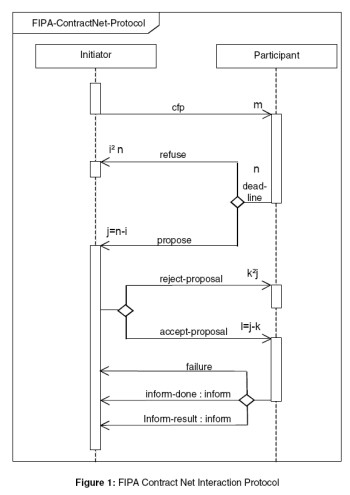 FIPA-ContractNet-Protocol
Initiator
Participant
cfp
m
i² n
refuse
n
dead-
line
j=n-i
propose
reject-proposal
k²j
accept-proposal
l=j-k
failure
inform-done : inform
Inform-result : inform
Figure 1: FIPA Contract Net Interaction Protocol